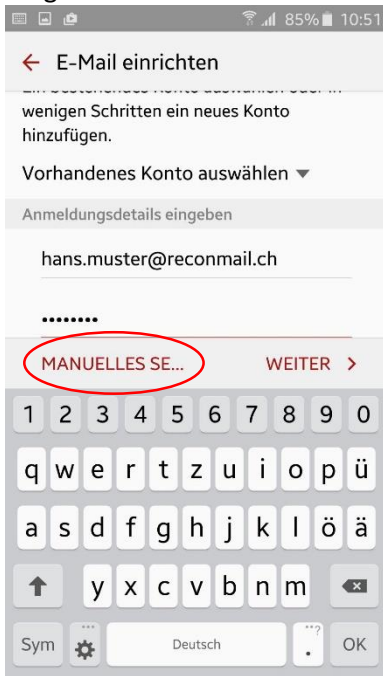 85% 10:51
E-Mail einrichten
wenigen Schritten ein neues Konto
hinzufügen.
Vorhandenes Konto auswählen
Anmeldungsdetails eingeben
hans.muster@reconmail.ch
••••••••
MANUELLES SE... WEITER >
1 2 3 4 5 6 7 8 9 0
q w e r t z u i o p ü
a s d f g h j k l ö ä
y x c v b n m
Sym Deutsch . ? OK